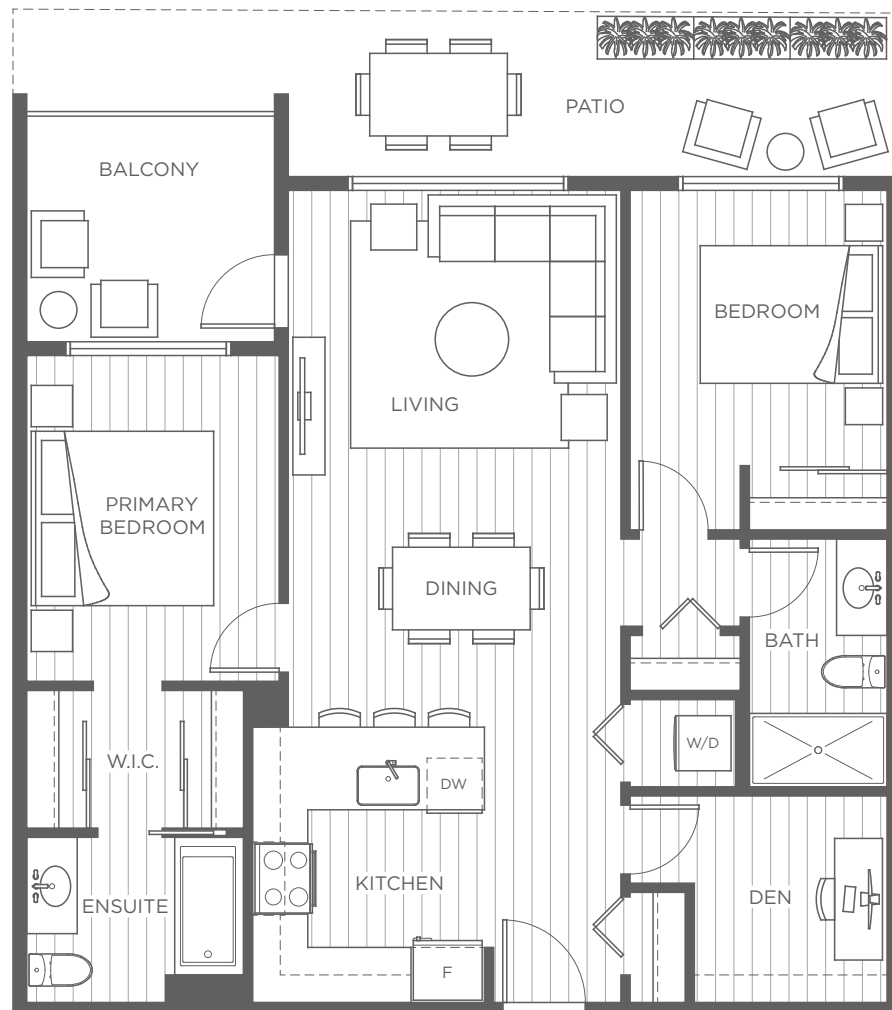 PATIO
BALCONY
BEDROOM
LIVING
PRIMARY
BEDROOM
DINING
BATH
W/D
W.I.C.
DW
KITCHEN
DEN
ENSUITE
F